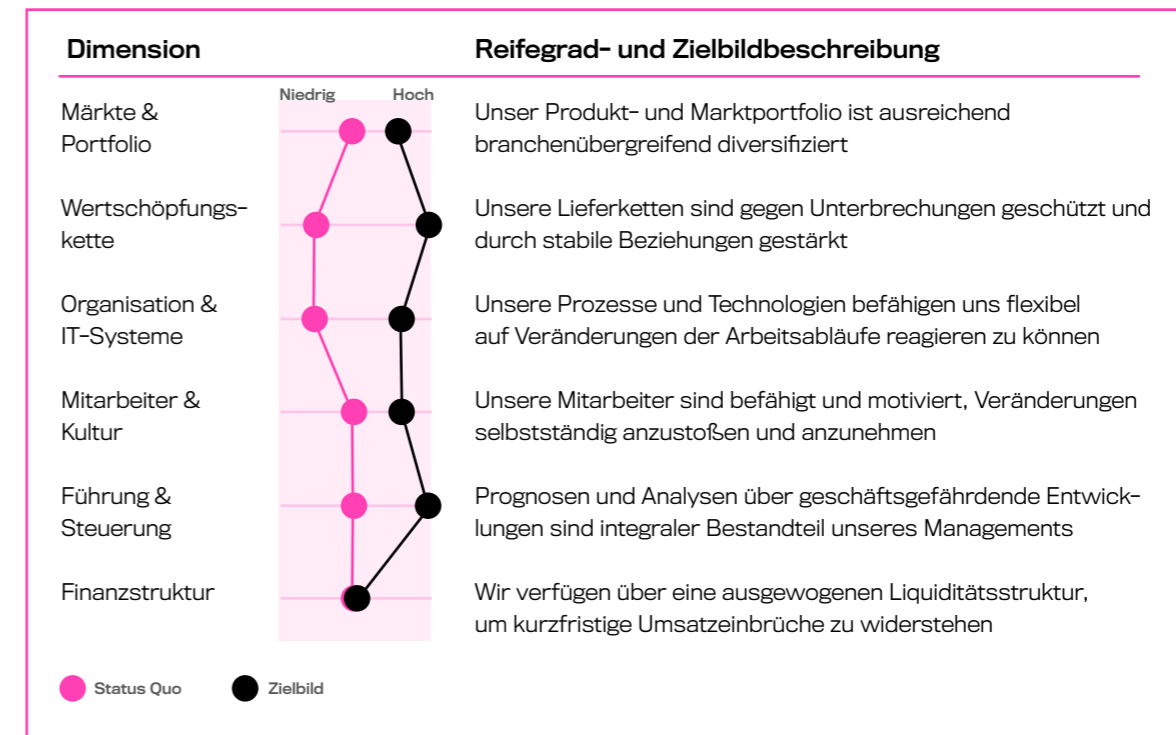 Dimension
Reifegrad- und Zielbildbeschreibung
Niedrig
Hoch
Märkte &
Portfolio
Unser Produkt- und Marktportfolio ist ausreichend
branchenübergreifend diversifiziert
Wertschöpfungs-
kette
Unsere Lieferketten sind gegen Unterbrechungen geschützt und
durch stabile Beziehungen gestärkt
Organisation &
IT-Systeme
Unsere Prozesse und Technologien befähigen uns flexibel
auf Veränderungen der Arbeitsabläufe reagieren zu können
Mitarbeiter &
Kultur
Unsere Mitarbeiter sind befähigt und motiviert, Veränderungen
selbstständig anzustoßen und anzunehmen
Führung &
Steuerung
Prognosen und Analysen über geschäftsgefährdende Entwick-
lungen sind integraler Bestandteil unseres Managements
Finanzstruktur
Wir verfügen über eine ausgewogenen Liquiditätsstruktur,
um kurzfristige Umsatzeinbrüche zu widerstehen
Status Quo
Zielbild